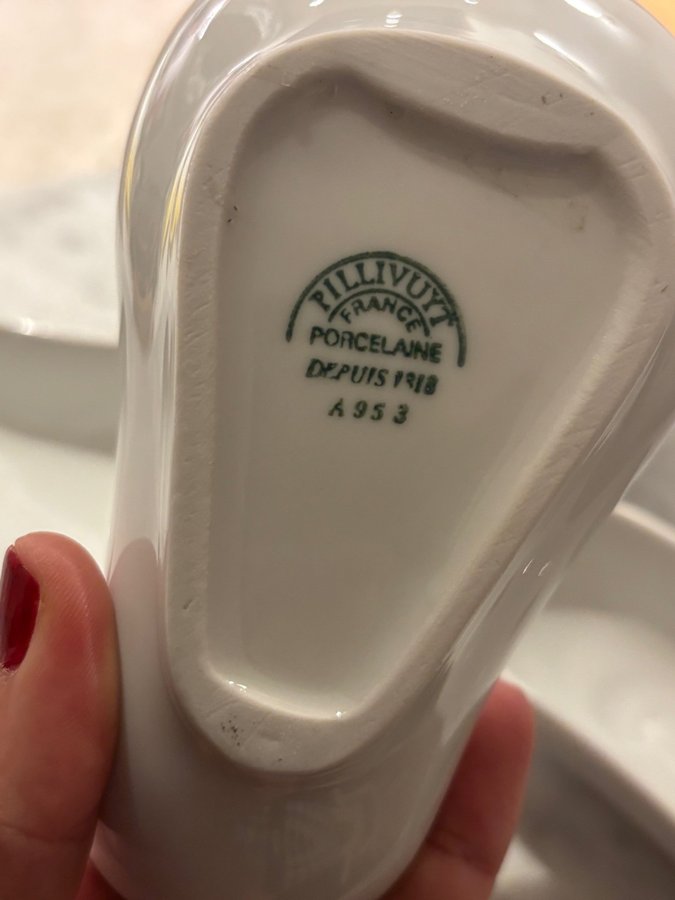 PILLIVUYT
FRANCE
PORCELAINE
DEPUIS 1818
A 95 3